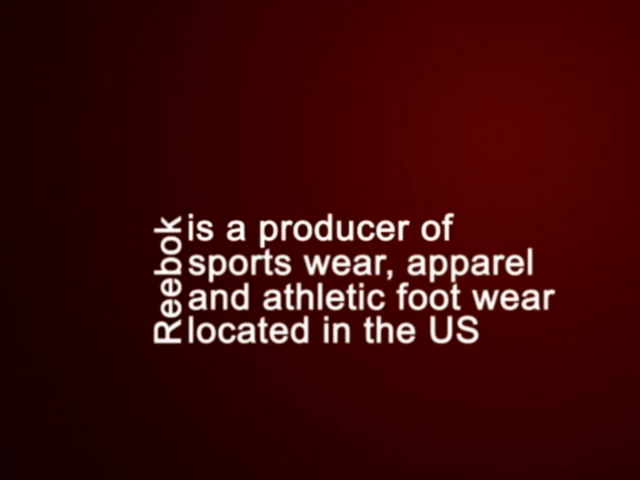 Reebok
is a producer of
sports wear, apparel
and athletic foot wear
located in the US